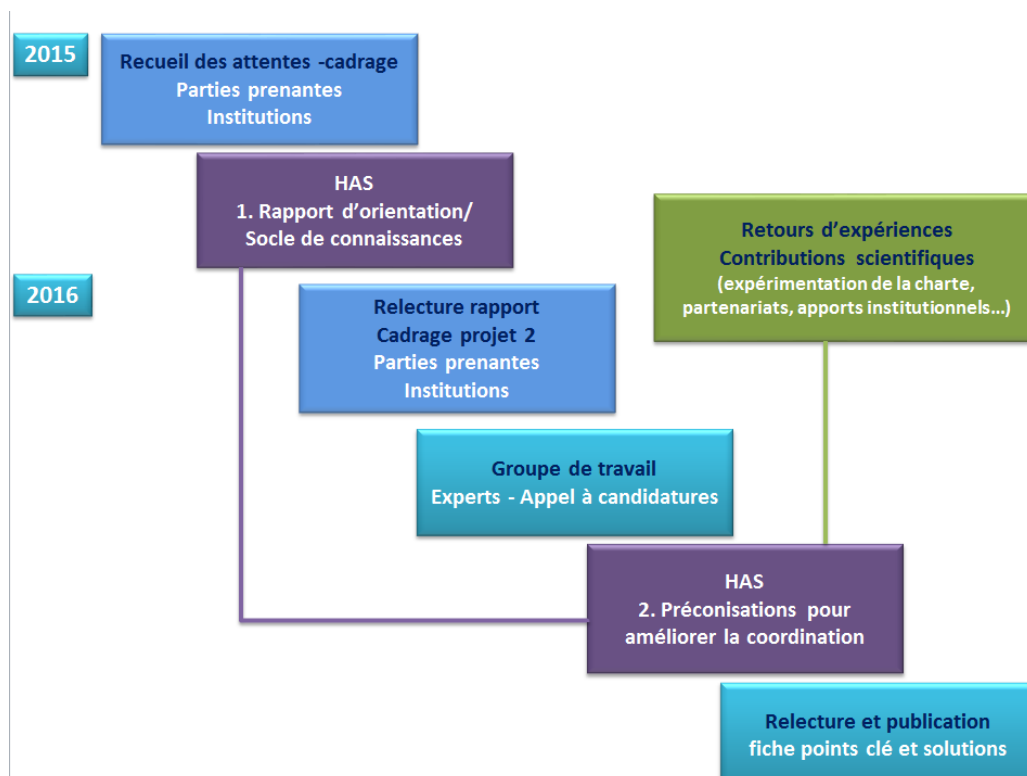 2015
Recueil des attentes -cadrage
Parties prenantes
Institutions
HAS
1. Rapport d’orientation/
Socle de connaissances
Retours d’expériences
Contributions scientifiques
(expérimentation de la charte,
partenariats, apports institutionnels...)
2016
Relecture rapport
Cadrage projet 2
Parties prenantes
Institutions
Groupe de travail
Experts - Appel à candidatures
HAS
2. Préconisations pour
améliorer la coordination
Relecture et publication
fiche points clé et solutions